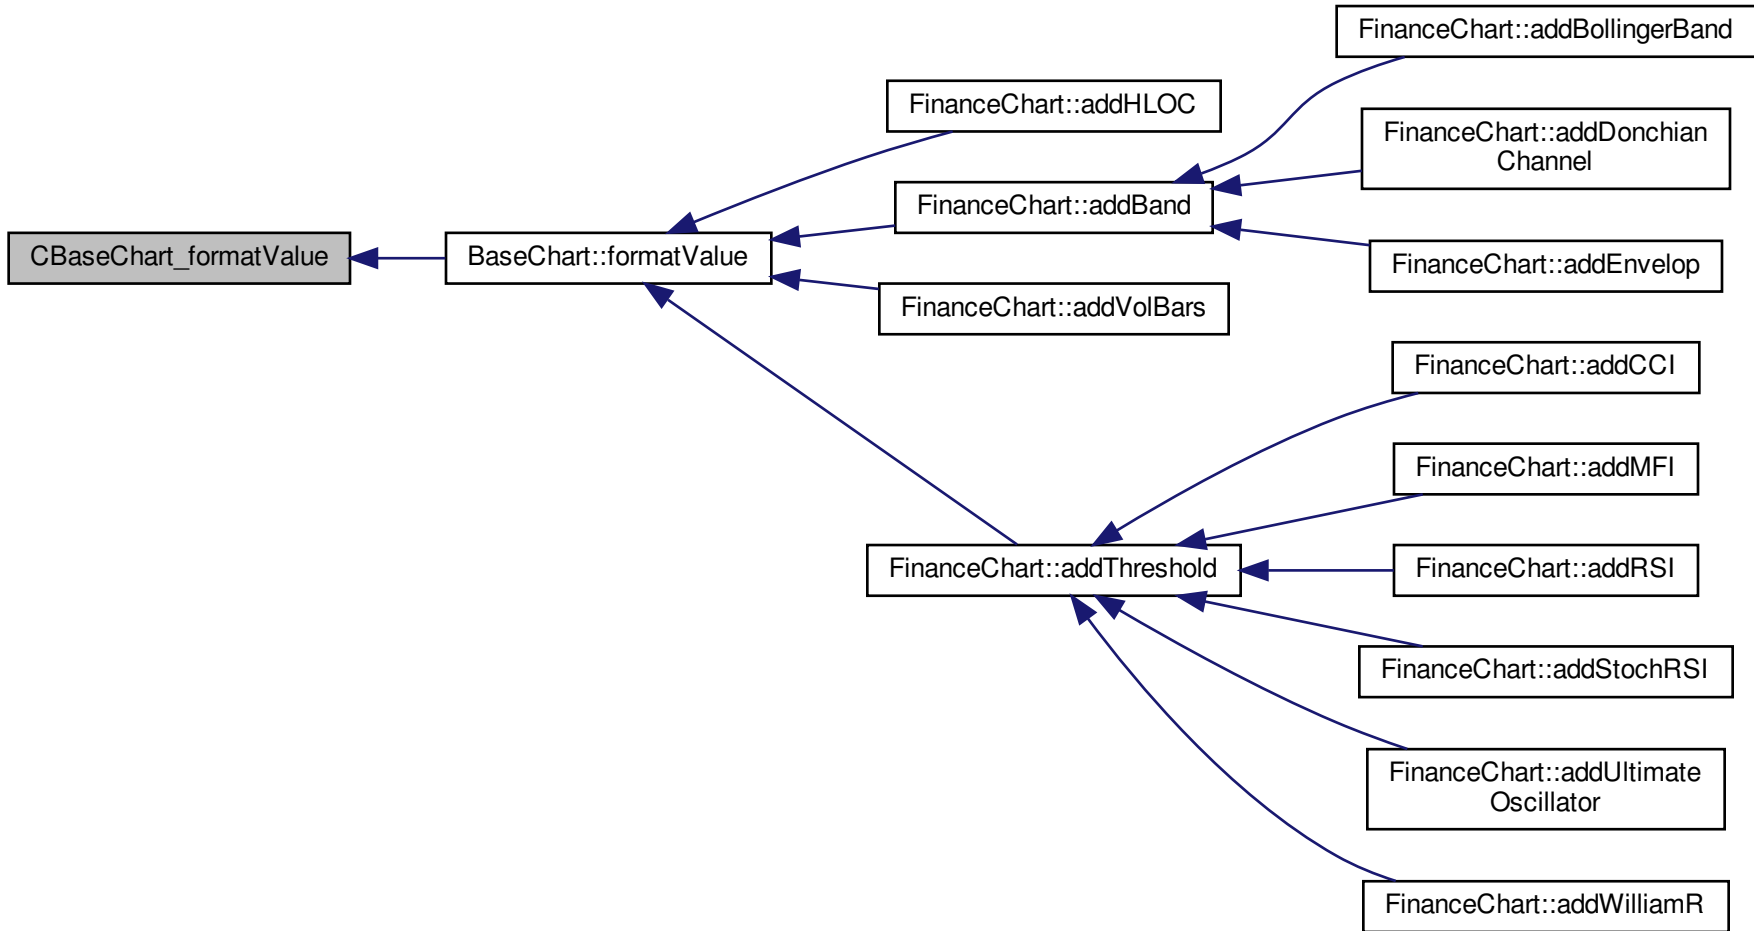 FinanceChart::addBollingerBand
FinanceChart::addHLOC
FinanceChart::addDonchian
Channel
FinanceChart::addBand
CBaseChart_formatValue
BaseChart::formatValue
FinanceChart::addEnvelop
FinanceChart::addVolBars
FinanceChart::addCCI
FinanceChart::addMFI
FinanceChart::addThreshold
FinanceChart::addRSI
FinanceChart::addStochRSI
FinanceChart::addUltimate
Oscillator
FinanceChart::addWilliamR